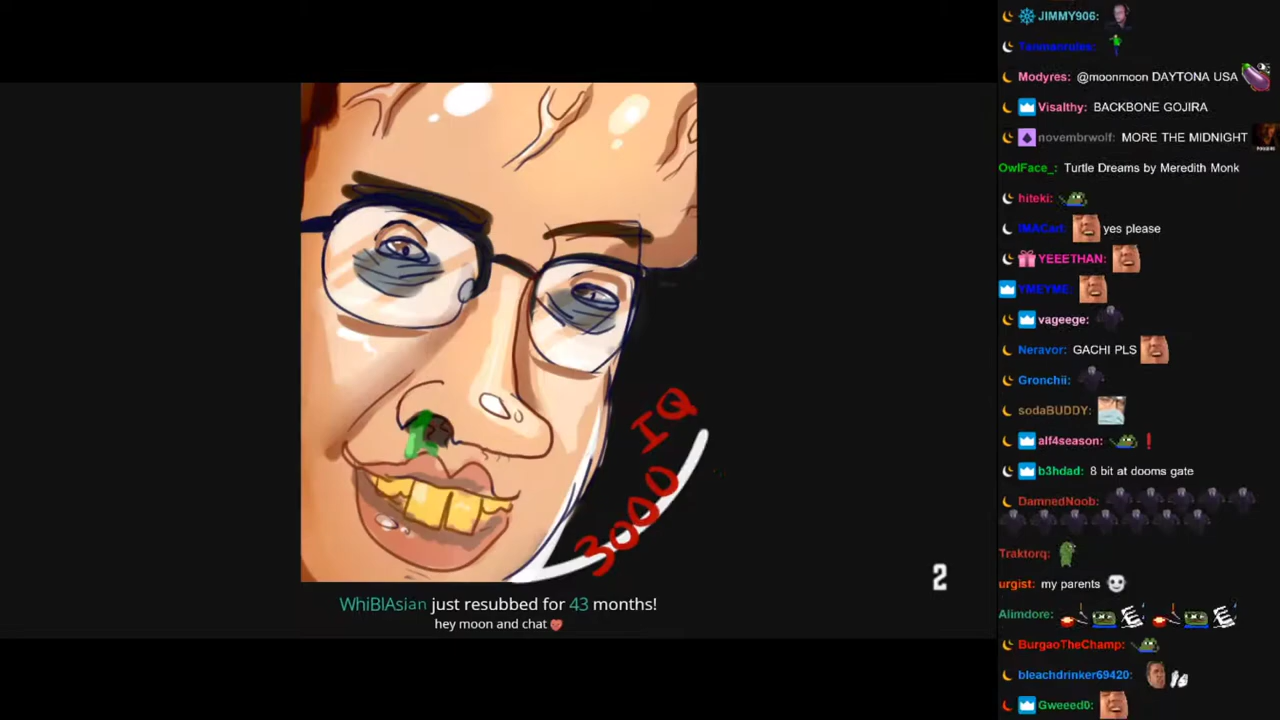 3000 IQ
2
WhiBlAsian just resubbed for 43 months!
hey moon and chat
JIMMY906:
Tanmanrules:
Modyres: @moonmoon DAYTONA USA
Visalthy: BACKBONE GOJIRA
novembrwolf: MORE THE MIDNIGHT
OwlFace_: Turtle Dreams by Meredith Monk
hiteki:
yes please
YEEETHAN:
YMEYME:
vageege:
Neravor: GACHI PLS
Gronchii:
sodaBUDDY:
alf4season:
b3hdad: 8 bit at dooms gate
DamnedNoob:
Traktorq:
urgist: my parents
Alimdore:
BurgaoTheChamp:
bleachdrinker69420:
Gweeed0: